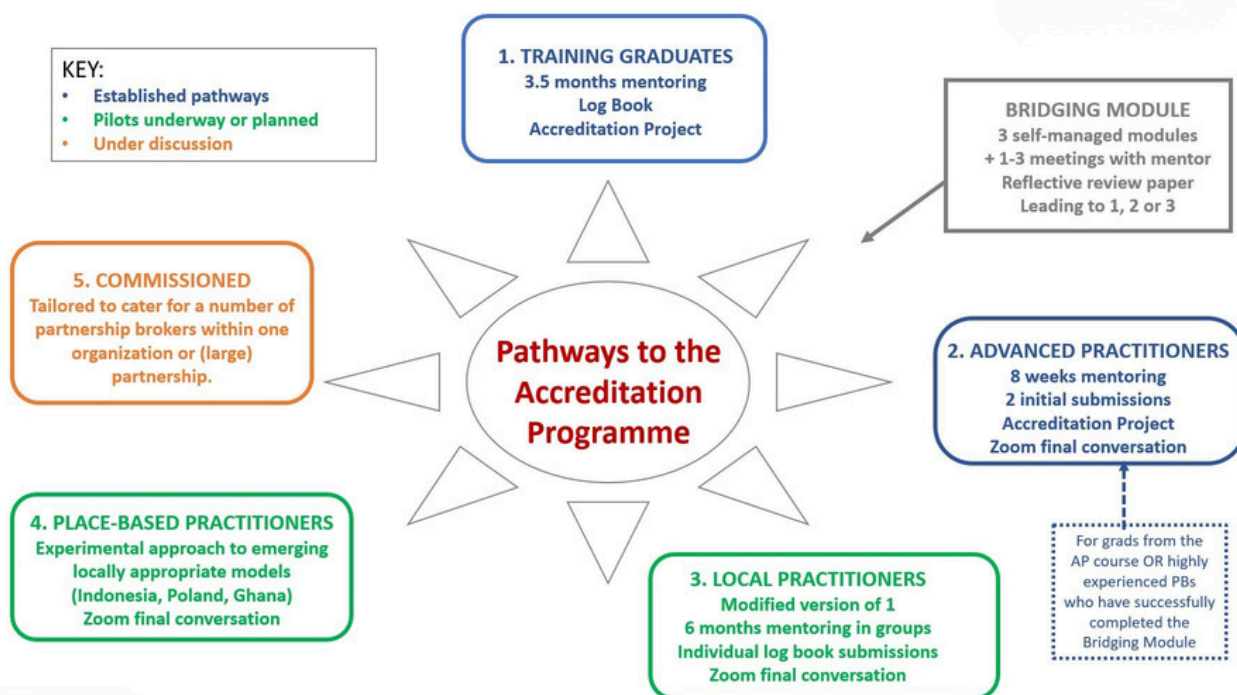 KEY:
• Established pathways
• Pilots underway or planned
• Under discussion
1. TRAINING GRADUATES
3.5 months mentoring
Log Book
Accreditation Project
BRIDGING MODULE
3 self-managed modules
+ 1-3 meetings with mentor
Reflective review paper
Leading to 1, 2 or 3
5. COMMISSIONED
Tailored to cater for a number of
partnership brokers within one
organization or (large)
partnership.
Pathways to the
Accreditation
Programme
2. ADVANCED PRACTITIONERS
8 weeks mentoring
2 initial submissions
Accreditation Project
Zoom final conversation
4. PLACE-BASED PRACTITIONERS
Experimental approach to emerging
locally appropriate models
(Indonesia, Poland, Ghana)
Zoom final conversation
3. LOCAL PRACTITIONERS
Modified version of 1
6 months mentoring in groups
Individual log book submissions
Zoom final conversation
For grads from the
AP course OR highly
experienced PBs
who have successfully
completed the
Bridging Module